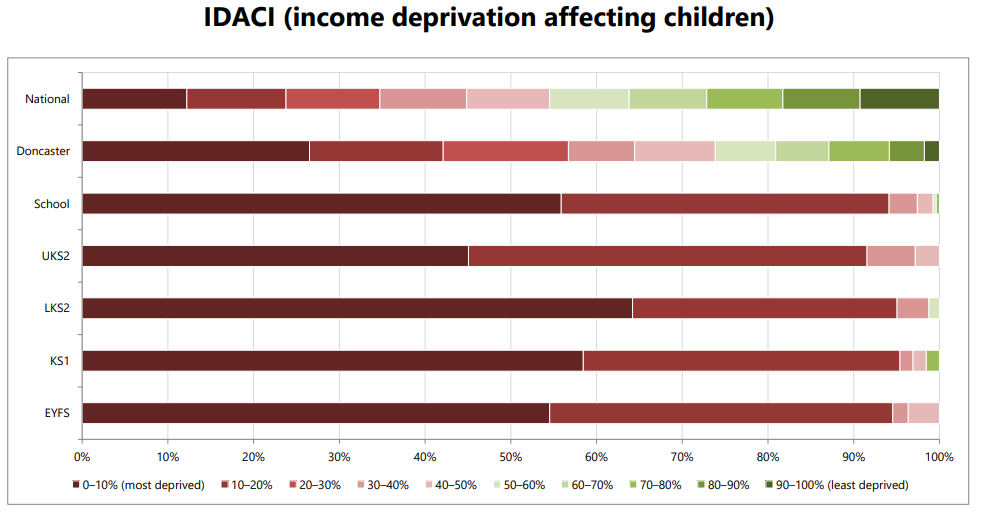 IDACI (income deprivation affecting children)
National
Doncaster
School
UKS2
LKS2
KS1
EYFS
0% 10% 20% 30% 40% 50% 60% 70% 80% 90% 100%
0–10% (most deprived) 10–20% 20–30% 30–40% 40–50% 50–60% 60–70% 70–80% 80–90% 90–100% (least deprived)